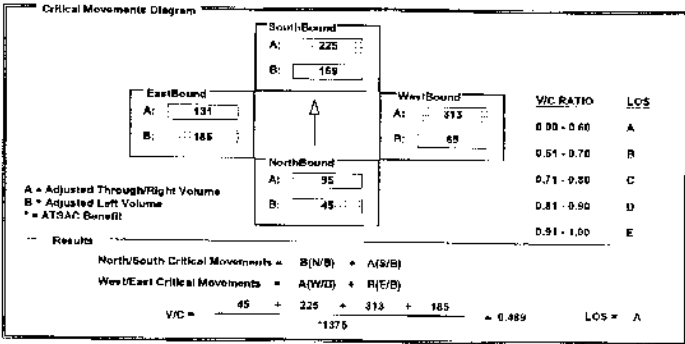 Critical Movements Diagram
SouthBound
A: 225
B: 169
EastBound
A: 131
B: 185
WestBound
A: 313
B: 65
NorthBound
A: 95
B: 45
V/C RATIO LOS
0.00 - 0.60 A
0.61 - 0.70 B
0.71 - 0.80 C
0.81 - 0.90 D
0.91 - 1.00 E
A = Adjusted Through/Right Volume
B = Adjusted Left Volume
* = ATSAC Benefit
Results
North/South Critical Movements = B(N/B) + A(S/B)
West/East Critical Movements = A(W/B) + B(E/B)
V/C = 45 + 225 + 313 + 185 = 0.489 LOS = A
*1375